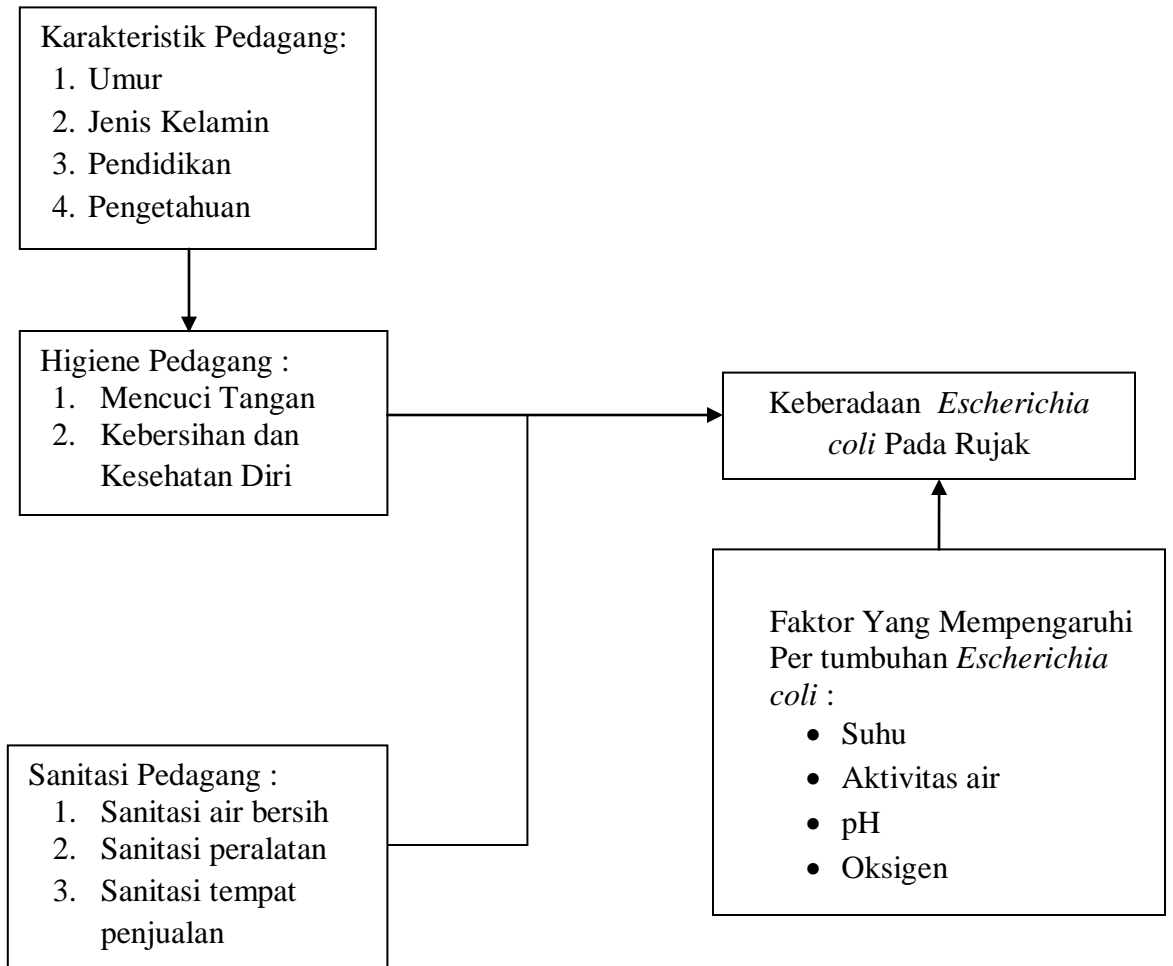 Karakteristik Pedagang:
1. Umur
2. Jenis Kelamin
3. Pendidikan
4. Pengetahuan
Higiene Pedagang :
1. Mencuci Tangan
2. Kebersihan dan
Kesehatan Diri
Keberadaan Escherichia
coli Pada Rujak
Faktor Yang Mempengaruhi
Per tumbuhan Escherichia
coli :
• Suhu
• Aktivitas air
• pH
• Oksigen
Sanitasi Pedagang :
1. Sanitasi air bersih
2. Sanitasi peralatan
3. Sanitasi tempat
penjualan